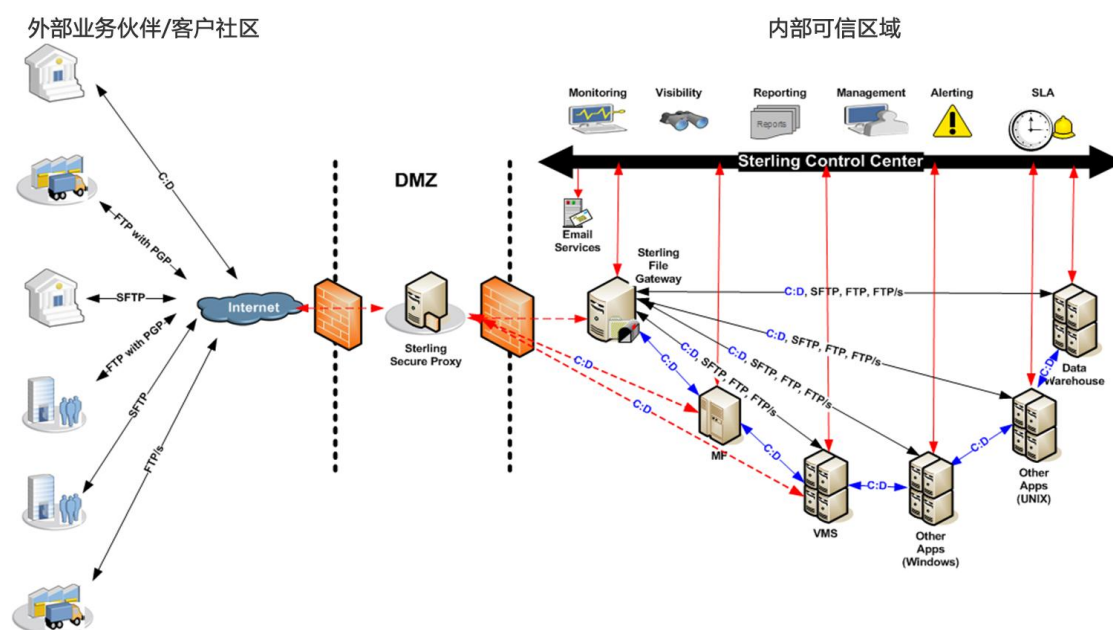 外部业务伙伴/客户社区
内部可信区域
Monitoring
Visibility
Reporting
Management
Alerting
SLA
Reports
Sterling Control Center
DMZ
C:D
FTP with PGP
SFTP
FTP with PGP
SFTP
FTP/s
Internet
Sterling
Secure Proxy
Email
Services
Sterling
File
Gateway
C:D, SFTP, FTP, FTP/s
C:D, SFTP, FTP, FTP/s
C:D, SFTP, FTP, FTP/s
C:D, SFTP, FTP, FTP/s
C:D
C:D
C:D
C:D
C:D
C:D
C:D
Data
Warehouse
MF
VMS
Other
Apps
(Windows)
Other
Apps
(UNIX)